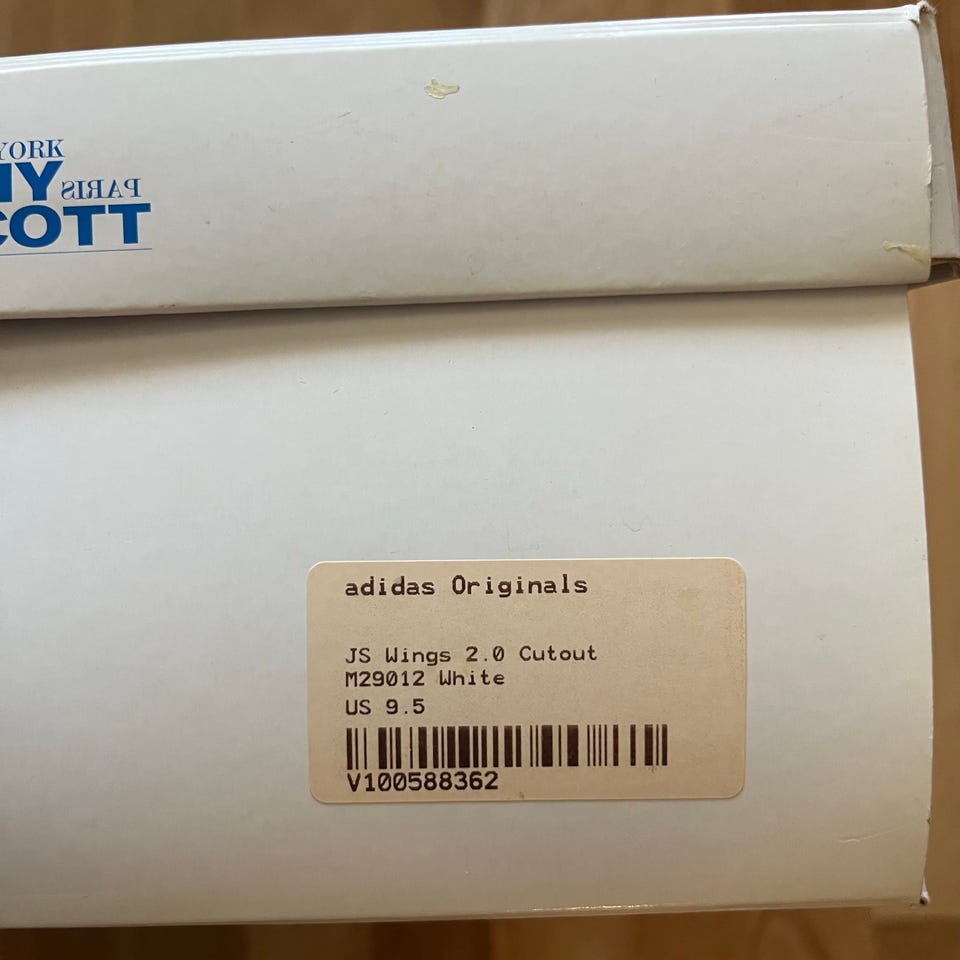 YORK
Y PARIS
COTT
adidas Originals
JS Wings 2.0 Cutout
M29012 White
US 9.5
V100588362